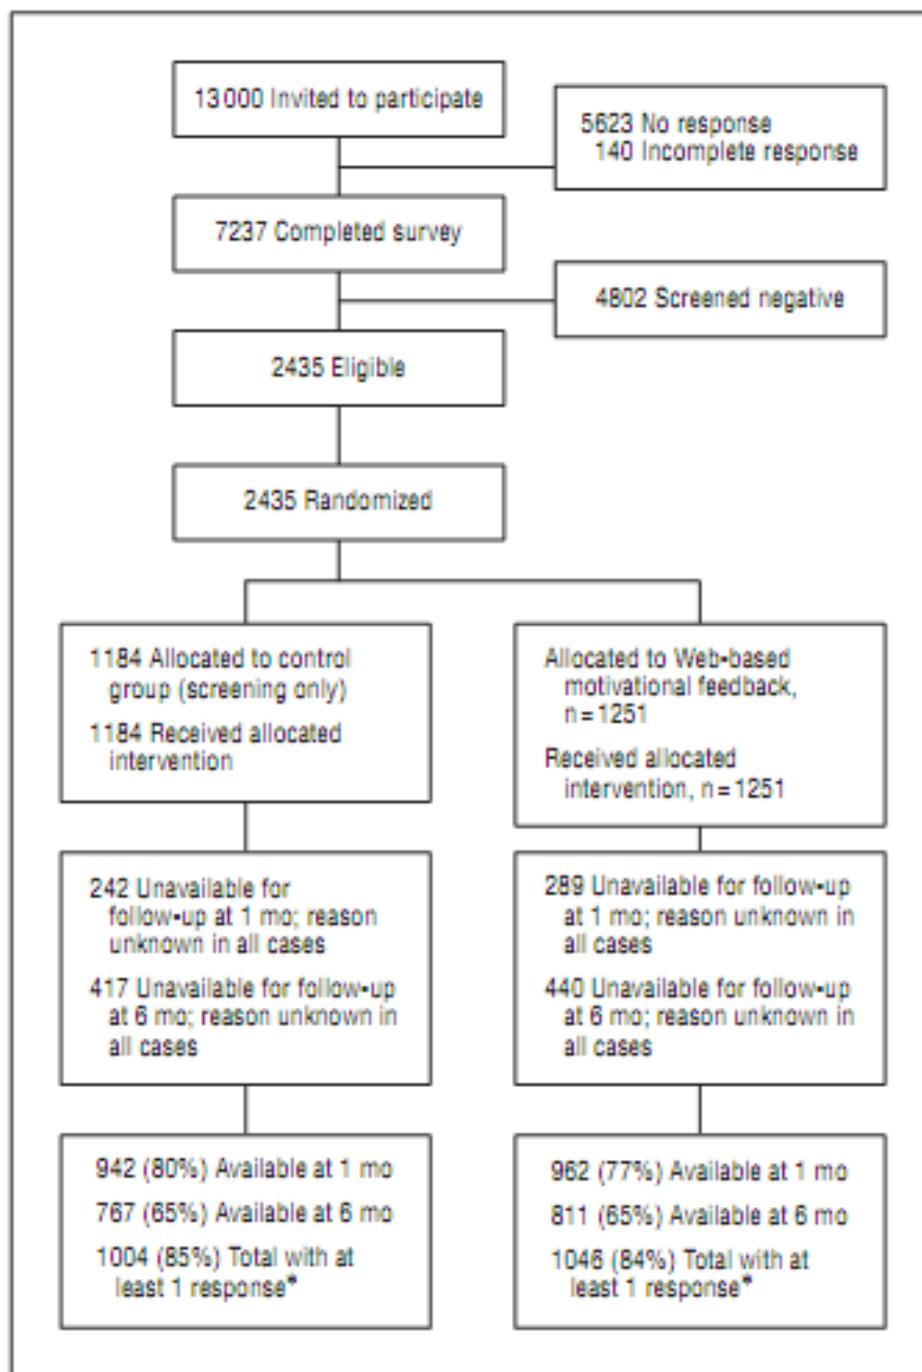 13 000 Invited to participate
5623 No response
140 Incomplete response
7237 Completed survey
4802 Screened negative
2435 Eligible
2435 Randomized
1184 Allocated to control
group (screening only)
1184 Received allocated
intervention
Allocated to Web-based
motivational feedback,
n = 1251
Received allocated
intervention, n = 1251
242 Unavailable for
follow-up at 1 mo; reason
unknown in all cases
417 Unavailable for follow-up
at 6 mo; reason unknown in
all cases
289 Unavailable for follow-up
at 1 mo; reason unknown in
all cases
440 Unavailable for follow-up
at 6 mo; reason unknown in
all cases
942 (80%) Available at 1 mo
767 (65%) Available at 6 mo
1004 (85%) Total with at
least 1 response*
962 (77%) Available at 1 mo
811 (65%) Available at 6 mo
1046 (84%) Total with at
least 1 response*